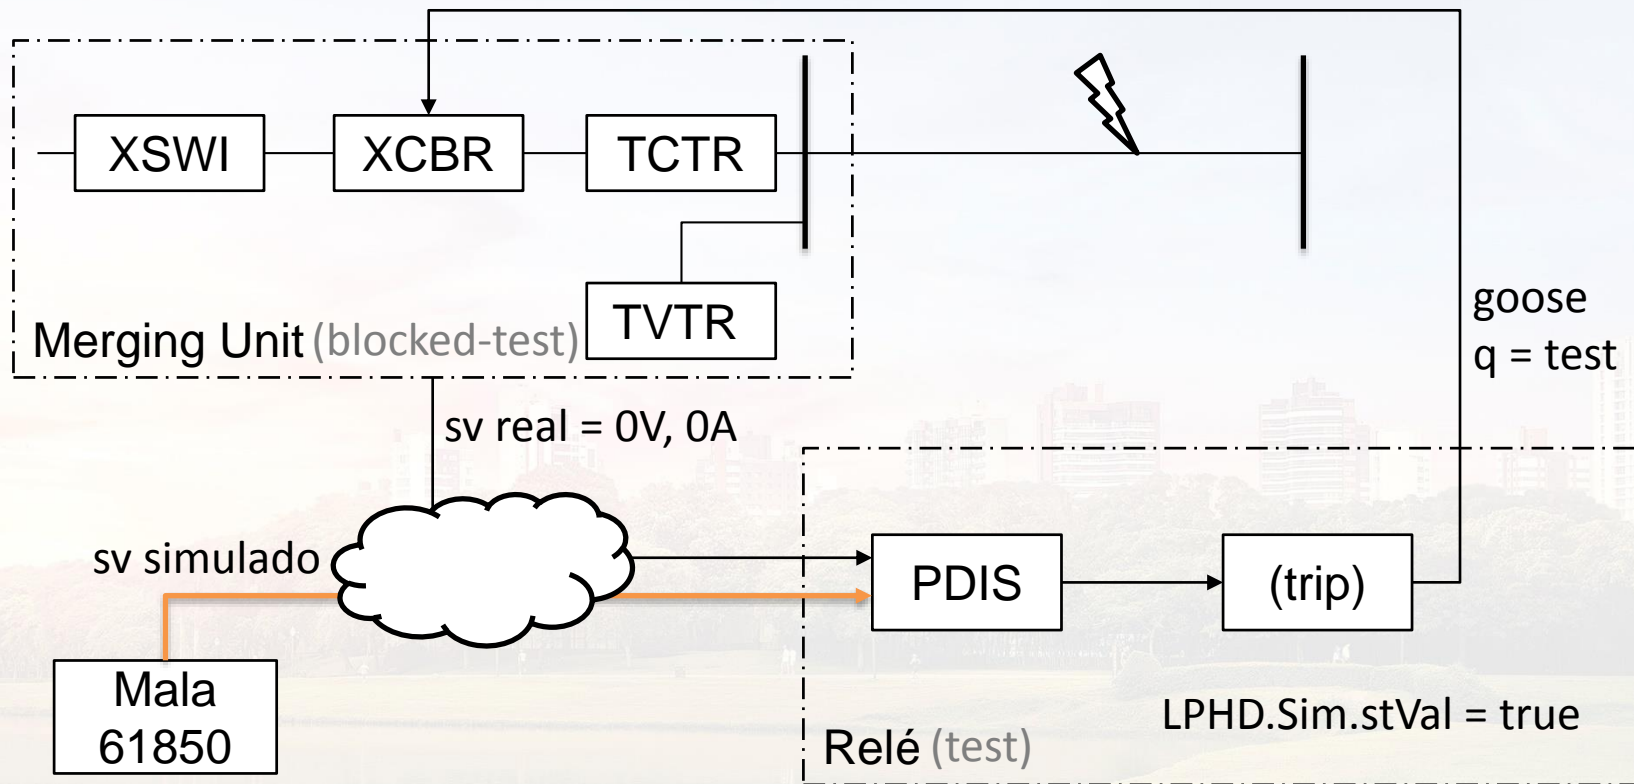 XSWI
XCBR
TCTR
TVTR
Merging Unit (blocked-test)
goose
q = test
sv real = 0V, 0A
sv simulado
PDIS
(trip)
Mala
61850
LPHD.Sim.stVal = true
Relé (test)